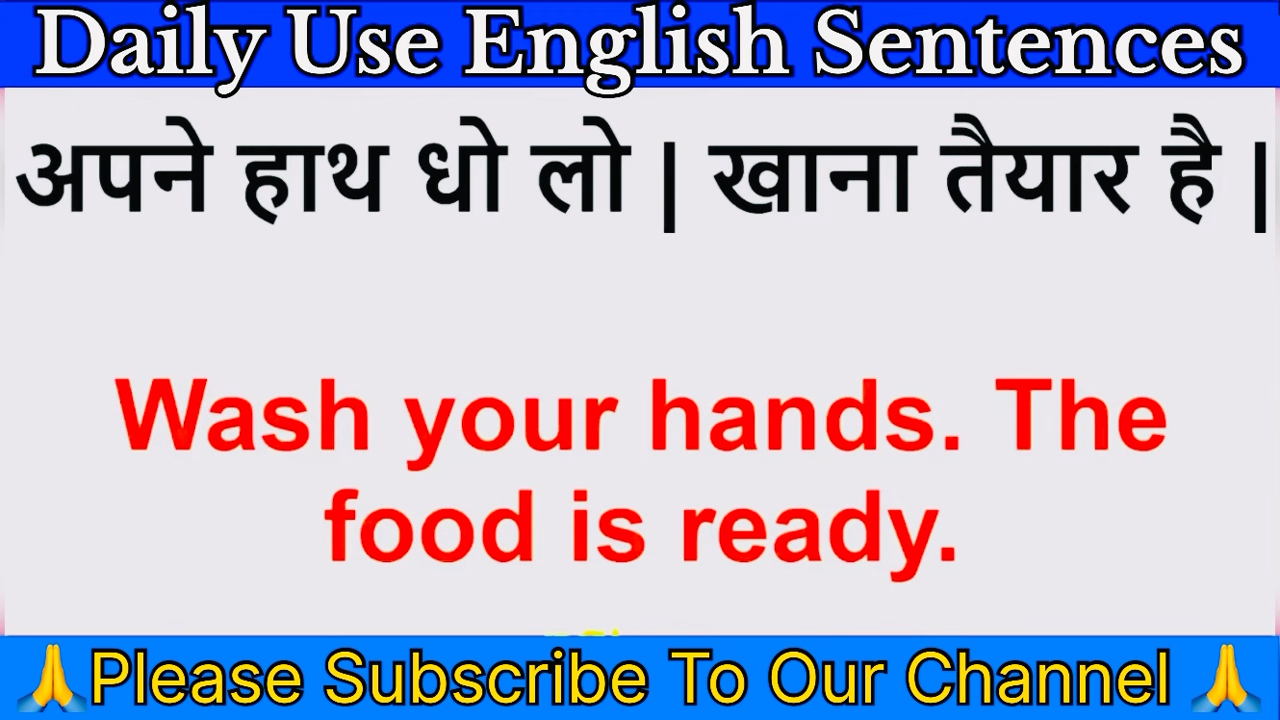 Daily Use English Sentences
अपने हाथ धो लो | खाना तैयार है |
Wash your hands. The
food is ready.
🙏Please Subscribe To Our Channel 🙏